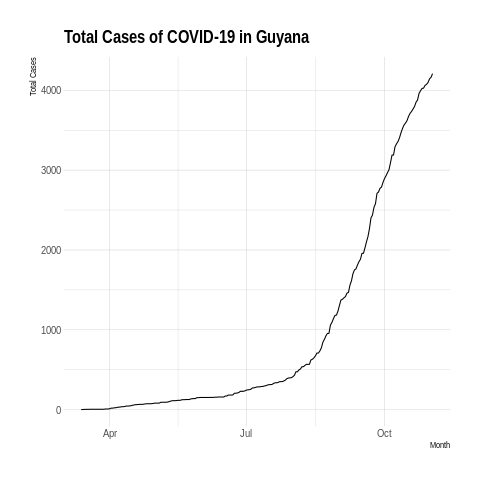 Total Cases of COVID-19 in Guyana
Total Cases
4000
3000
2000
1000
0
Apr
Jul
Oct
Month